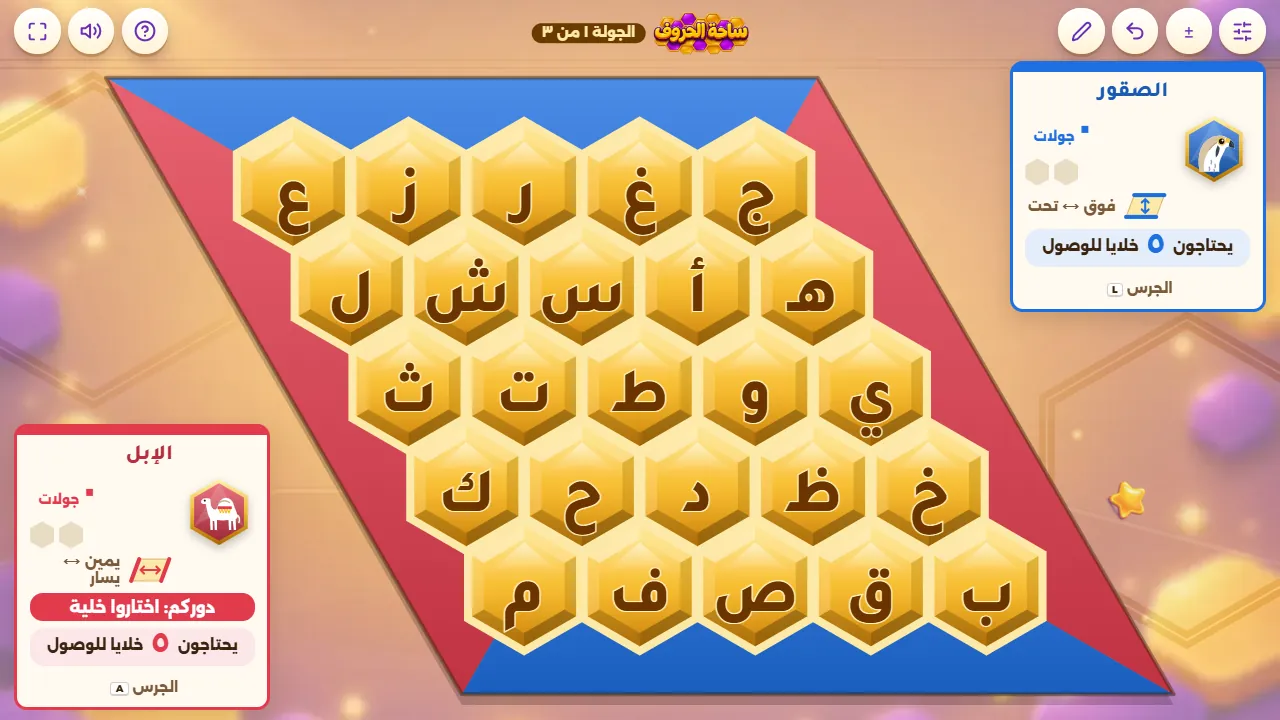 ساحة الحروف
الجولة ١ من ٣
±
الصقور
جولات
فوق ↔ تحت
يحتاجون ٥ خلايا للوصول
الجرس L
ج غ ر ز ع
ه أ س ش ل
ي و ط ت ث
خ ظ د ح ك
ب ق ص ف م
الإبل
جولات
يمين ↔
يسار
دوركم: اختاروا خلية
يحتاجون ٥ خلايا للوصول
الجرس A